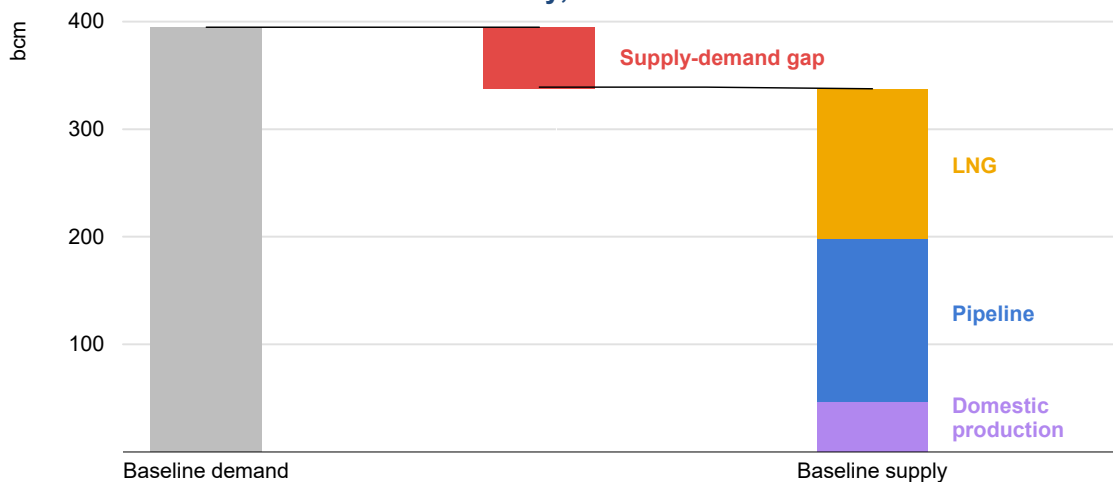 bcm
400
300
200
100
Supply-demand gap
LNG
Pipeline
Domestic
production
Baseline demand
Baseline supply